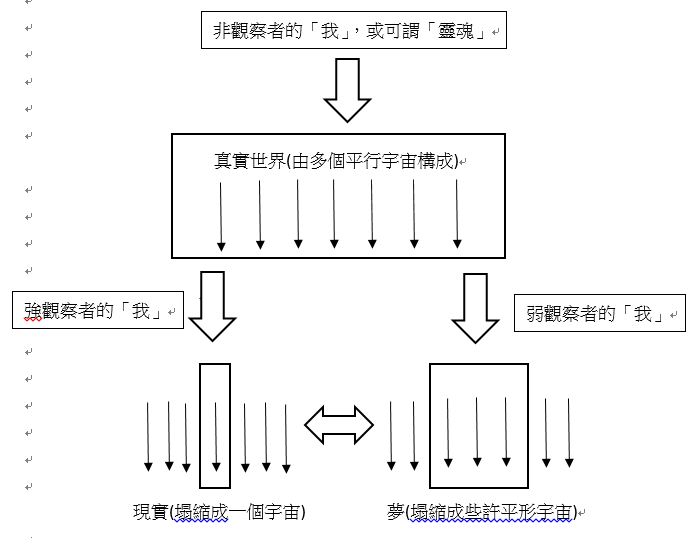 非觀察者的「我」，或可謂「靈魂」
真實世界(由多個平行宇宙構成)
強觀察者的「我」
弱觀察者的「我」
現實(塌縮成一個宇宙)
夢(塌縮成些許平形宇宙)